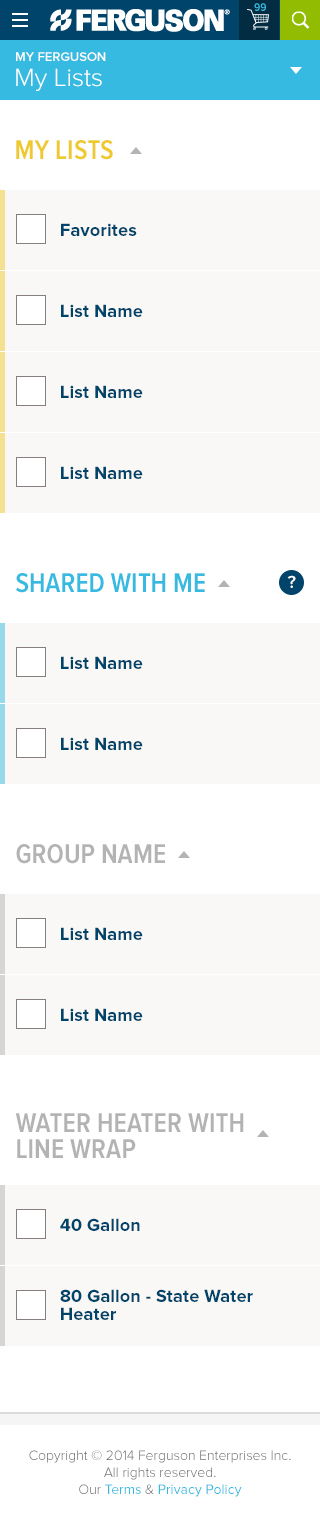 FERGUSON®
99
MY FERGUSON
My Lists
MY LISTS
Favorites
List Name
List Name
List Name
SHARED WITH ME
?
List Name
List Name
GROUP NAME
List Name
List Name
WATER HEATER WITH
LINE WRAP
40 Gallon
80 Gallon - State Water
Heater
Copyright © 2014 Ferguson Enterprises Inc.
All rights reserved.
Our Terms & Privacy Policy